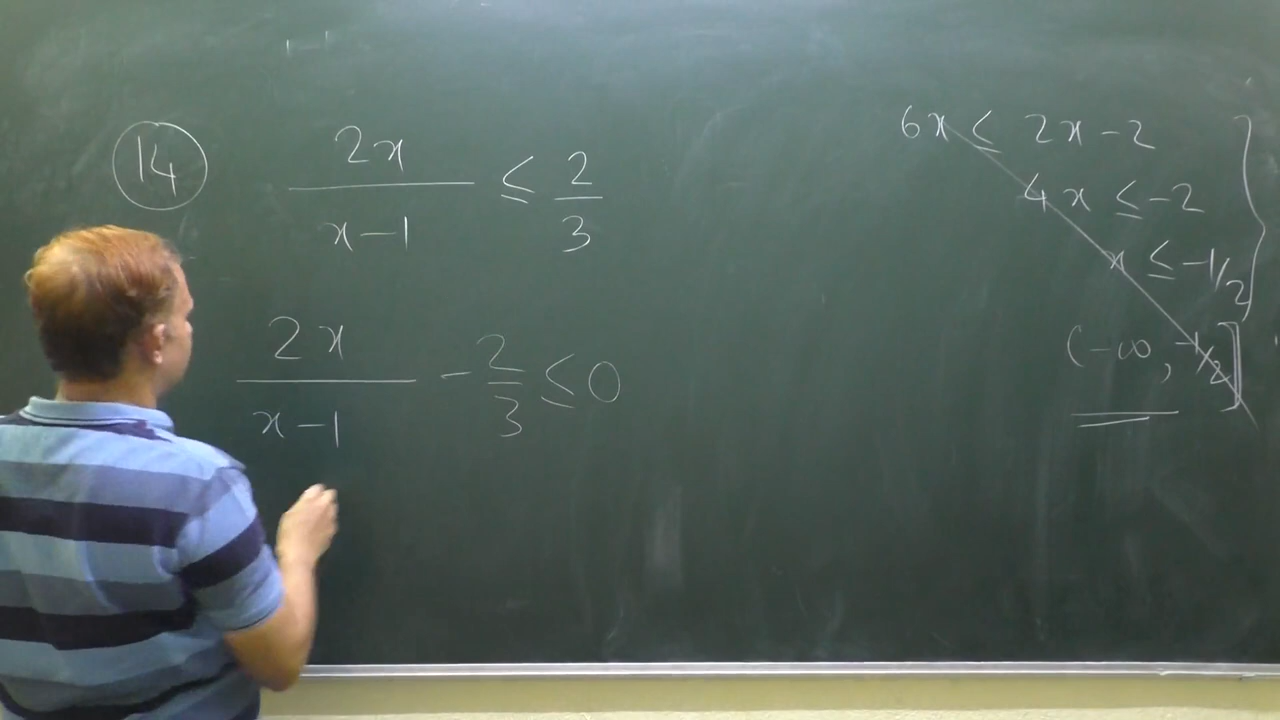 14 2x / x-1 ≤ 2/3
2x / x-1 - 2/3 ≤ 0
6x ≤ 2x-2
4x ≤ -2
x ≤ -1/2
(-∞, -1/2]